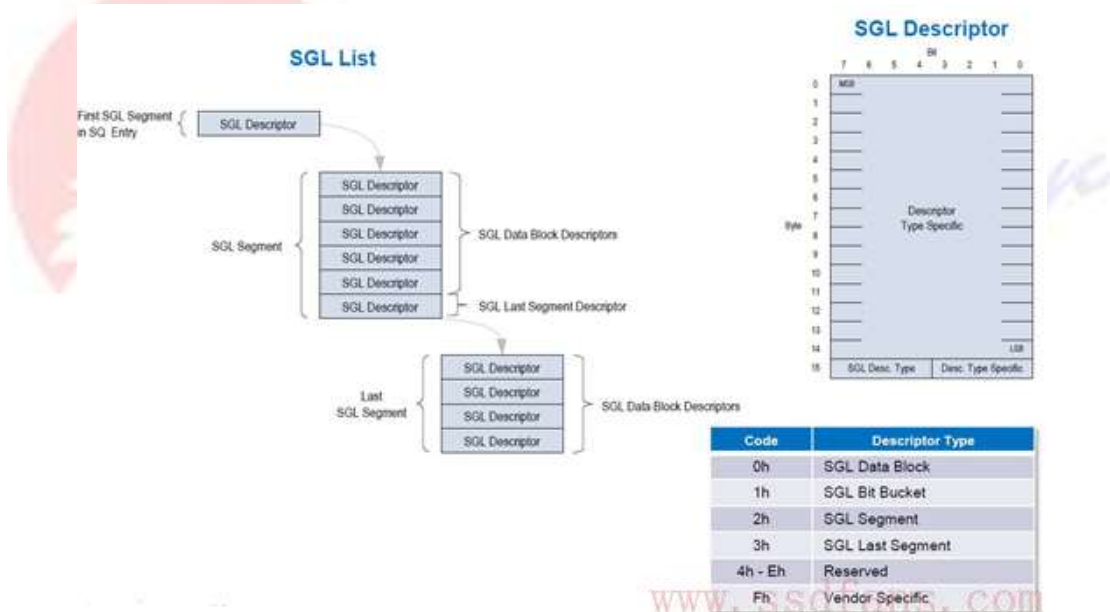 SGL List
SGL Descriptor
Bit
7 6 5 4 3 2 1 0
First SGL Segment
in SQ Entry
SGL Descriptor
SGL Segment
SGL Descriptor
SGL Descriptor
SGL Descriptor
SGL Descriptor
SGL Descriptor
SGL Descriptor
SGL Data Block Descriptors
SGL Last Segment Descriptor
Last
SGL Segment
SGL Descriptor
SGL Descriptor
SGL Descriptor
SGL Descriptor
SGL Data Block Descriptors
Byte
0
1
2
3
4
5
6
7
8
9
10
11
12
13
14
15
MSB
Descriptor
Type Specific
LSB
SGL Desc. Type
Desc. Type Specific
Code Descriptor Type
0h SGL Data Block
1h SGL Bit Bucket
2h SGL Segment
3h SGL Last Segment
4h - Eh Reserved
Fh Vendor Specific